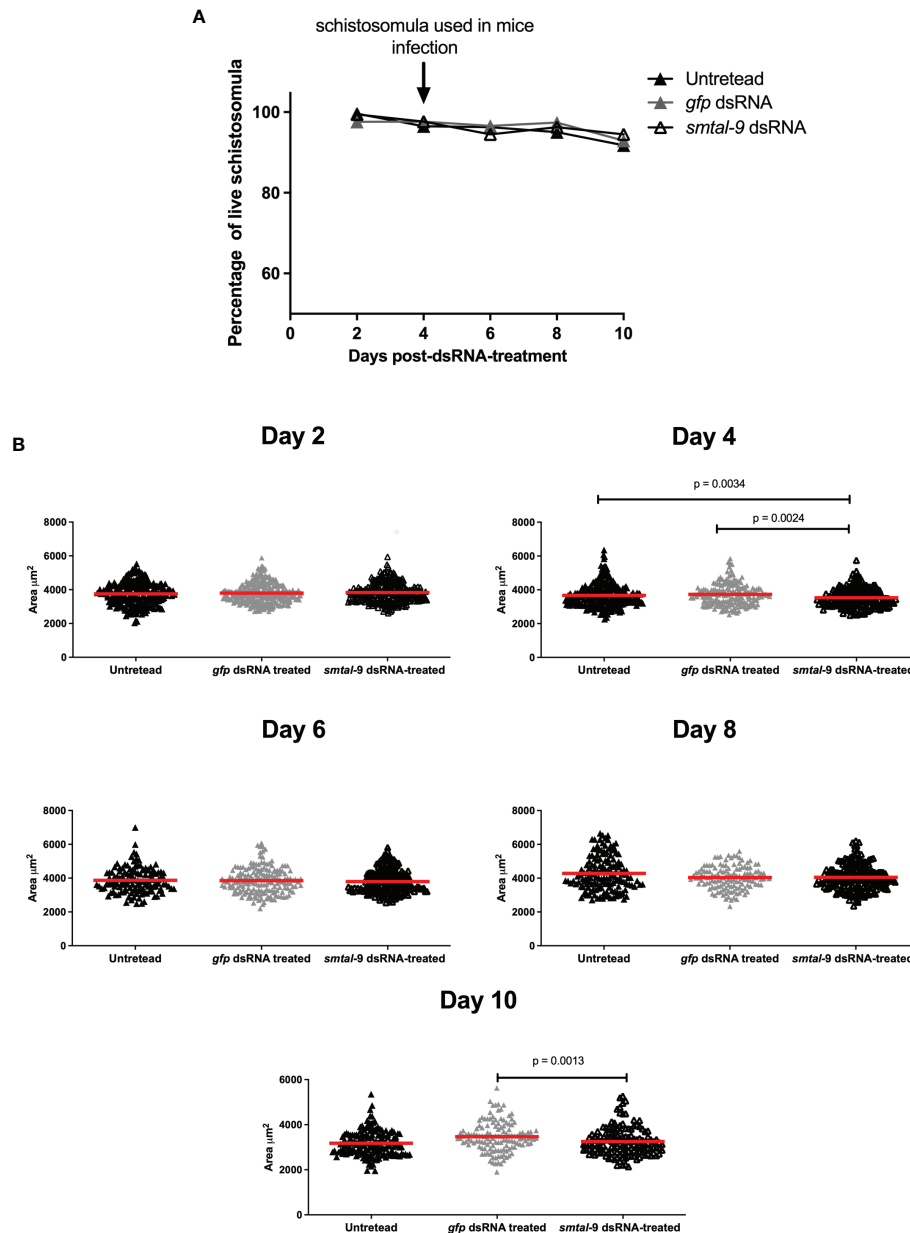 A
schistosomula used in mice
infection
Untretead
gfp dsRNA
smtal-9 dsRNA
Percentage of live schistosomula
100
80
60
0
2
4
6
8
10
Days post-dsRNA-treatment
B
Day 2
Area µm²
8000
6000
4000
2000
0
Untretead
gfp dsRNA treated
smtal-9 dsRNA-treated
Day 4
p = 0.0034
p = 0.0024
Area µm²
8000
6000
4000
2000
0
Untretead
gfp dsRNA treated
smtal-9 dsRNA-treated
Day 6
Area µm²
8000
6000
4000
2000
0
Untretead
gfp dsRNA treated
smtal-9 dsRNA-treated
Day 8
Area µm²
8000
6000
4000
2000
0
Untretead
gfp dsRNA treated
smtal-9 dsRNA-treated
Day 10
p = 0.0013
Area µm²
6000
4000
2000
0
Untretead
gfp dsRNA treated
smtal-9 dsRNA-treated